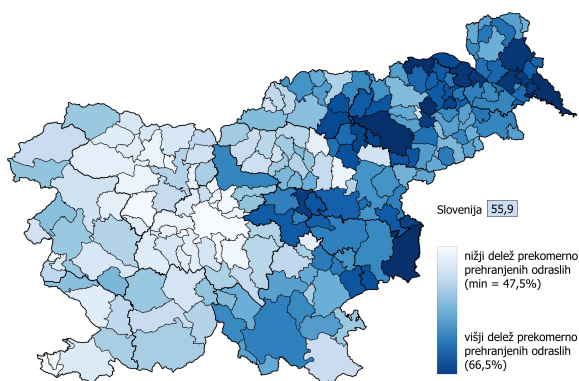 Slovenija 55,9
nižji delež prekomerno
prehranjenih odraslih
(min = 47,5%)
višji delež prekomerno
prehranjenih odraslih
(66,5%)